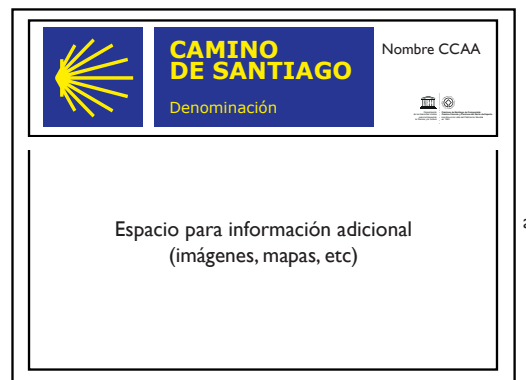 CAMINO
DE SANTIAGO
Denominación
Nombre CCAA
Espacio para información adicional
(imágenes, mapas, etc)